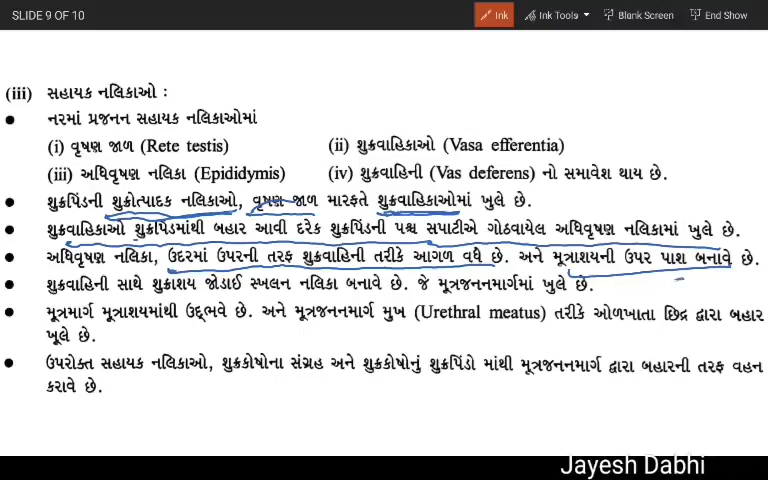 SLIDE 9 OF 10 Ink Ink Tools Blank Screen End Show
(iii) સહાયક નલિકાઓ :
● નરમાં પ્રજનન સહાયક નલિકાઓમાં
(i) વૃષણ જાળ (Rete testis) (ii) શુક્રવાહિકાઓ (Vasa efferentia)
(iii) અધિવૃષણ નલિકા (Epididymis) (iv) શુક્રવાહિની (Vas deferens) નો સમાવેશ થાય છે.
● શુક્રપિંડની શુક્રોત્પાદક નલિકાઓ, વૃષણ જાળ મારફતે શુક્રવાહિકાઓમાં ખુલે છે.
● શુક્રવાહિકાઓ શુક્રપિંડમાંથી બહાર આવી દરેક શુક્રપિંડની પશ્ચ સપાટીએ ગોઠવાયેલ અધિવૃષણ નલિકામાં ખુલે છે.
● અધિવૃષણ નલિકા, ઉદરમાં ઉપરની તરફ શુક્રવાહિની તરીકે આગળ વધે છે. અને મૂત્રાશયની ઉપર પાશ બનાવે છે.
● શુક્રવાહિની સાથે શુક્રાશય જોડાઈ સ્ખલન નલિકા બનાવે છે. જે મૂત્રજનનમાર્ગમાં ખુલે છે.
● મૂત્રમાર્ગ મૂત્રાશયમાંથી ઉદ્ભવે છે. અને મૂત્રજનનમાર્ગ મુખ (Urethral meatus) તરીકે ઓળખાતા છિદ્ર દ્વારા બહાર
ખૂલે છે.
● ઉપરોક્ત સહાયક નલિકાઓ, શુક્રકોષોના સંગ્રહ અને શુક્રકોષોનું શુક્રપિંડો માંથી મૂત્રજનનમાર્ગ દ્વારા બહારની તરફ વહન
કરાવે છે.
Jayesh Dabhi